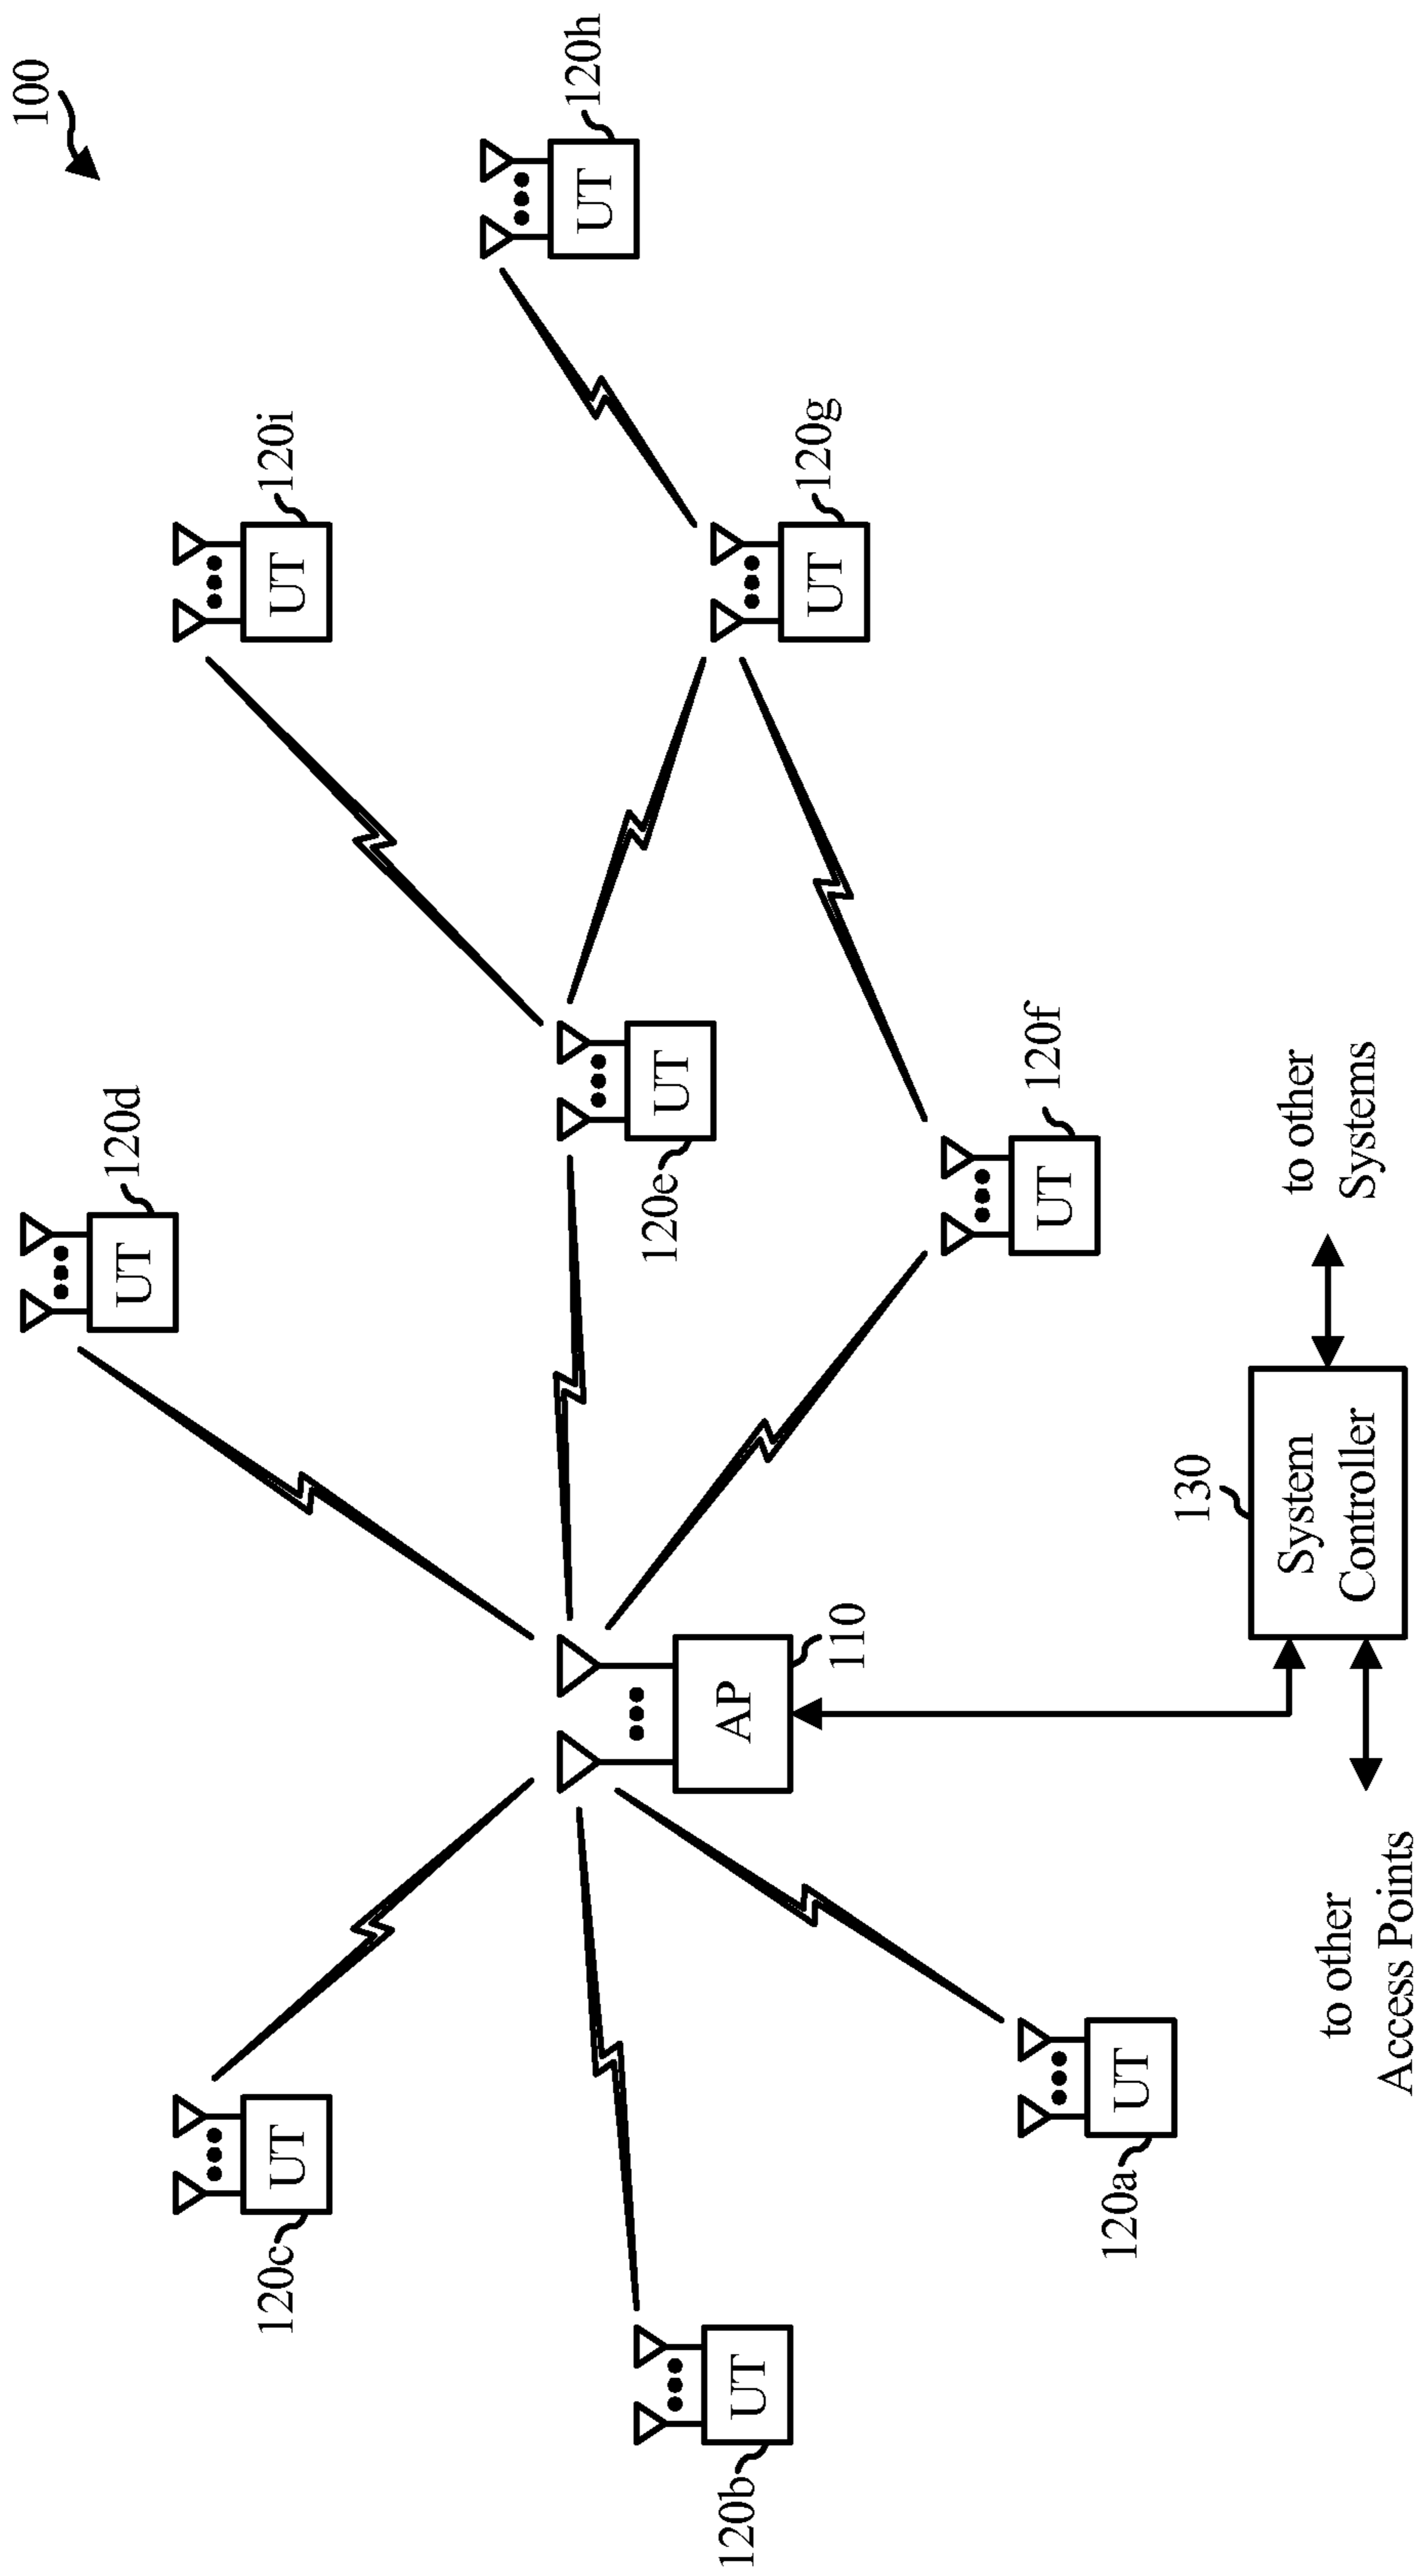 100
120d
UT
120i
UT
120c
UT
120h
UT
120e
UT
120b
UT
AP
110
120g
UT
120f
UT
120a
UT
130
System
Controller
to other
Systems
to other
Access Points